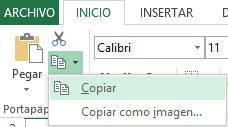 ARCHIVO INICIO INSERTAR
Calibri 11
Pegar
Copiar
Copiar como imagen...
Portapap